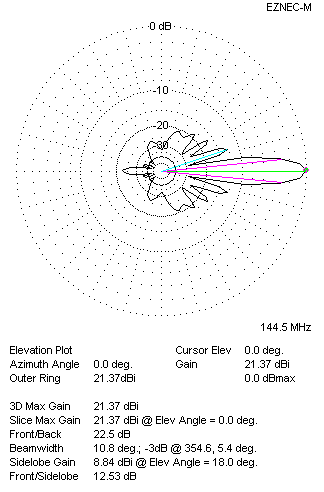 EZNEC-M
0 dB
-10
-20
-30
144.5 MHz
Elevation Plot Cursor Elev 0.0 deg.
Azimuth Angle 0.0 deg. Gain 21.37 dBi
Outer Ring 21.37dBi 0.0 dBmax
3D Max Gain 21.37 dBi
Slice Max Gain 21.37 dBi @ Elev Angle = 0.0 deg.
Front/Back 22.5 dB
Beamwidth 10.8 deg.; -3dB @ 354.6, 5.4 deg.
Sidelobe Gain 8.84 dBi @ Elev Angle = 18.0 deg.
Front/Sidelobe 12.53 dB